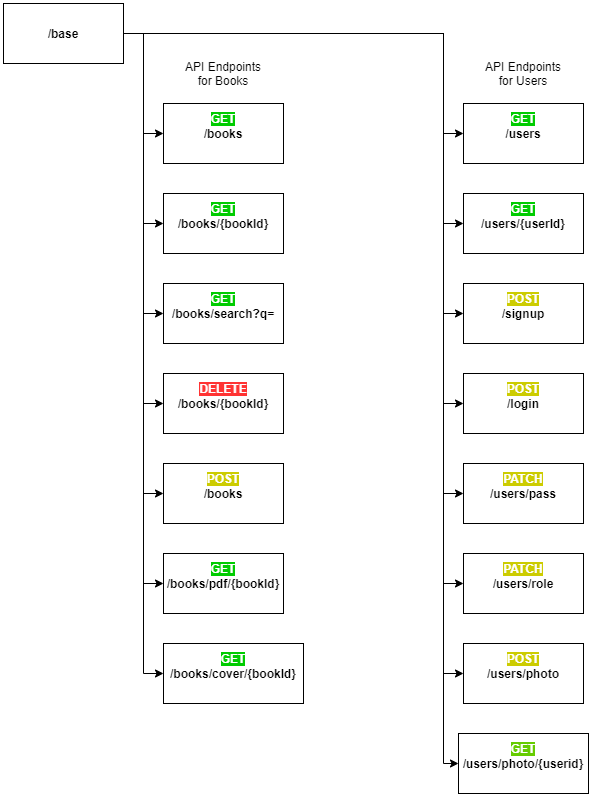 /base
API Endpoints
for Books
GET
/books
GET
/books/{bookId}
GET
/books/search?q=
DELETE
/books/{bookId}
POST
/books
GET
/books/pdf/{bookId}
GET
/books/cover/{bookId}
API Endpoints
for Users
GET
/users
GET
/users/{userId}
POST
/signup
POST
/login
PATCH
/users/pass
PATCH
/users/role
POST
/users/photo
GET
/users/photo/{userid}